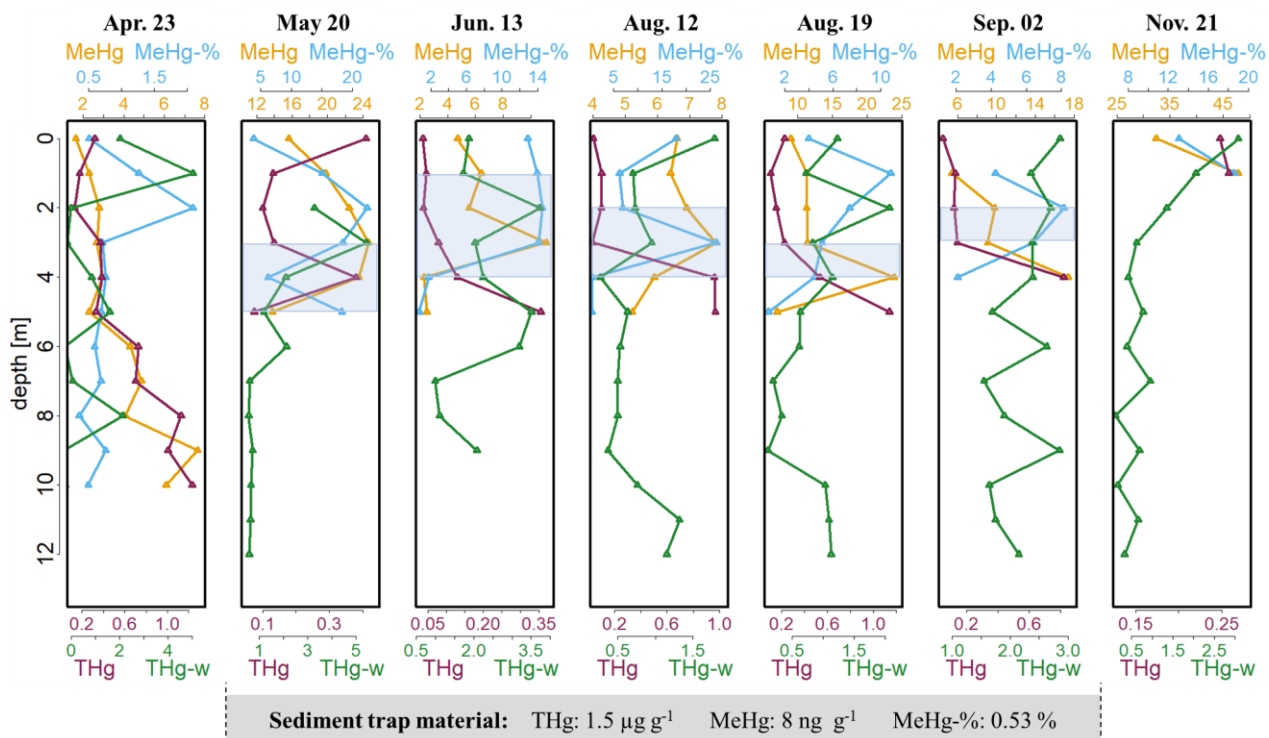 Apr. 23 May 20 Jun. 13 Aug. 12 Aug. 19 Sep. 02 Nov. 21
MeHg MeHg-% MeHg MeHg-% MeHg MeHg-% MeHg MeHg-% MeHg MeHg-% MeHg MeHg-% MeHg MeHg-%
0.5 1.5 5 10 20 2 6 10 14 5 13 26 2 6 10 2 4 6 8 8 12 18 20
2 4 6 8 12 16 20 24 2 4 6 8 10 4 5 6 7 8 10 15 20 24 6 10 14 18 25 35 45
0
2
4
6
8
10
12
depth [m]
0.2 0.6 1.0 0.1 0.3 0.05 0.20 0.35 0.2 0.6 1.0 0.2 0.6 1.0 0.2 0.6 0.15 0.25
0 2 4 1 3 5 0.5 2.0 3.5 0.5 1.5 0.5 1.5 1.0 2.0 3.0 0.5 1.5 2.5
THg THg-w THg THg-w THg THg-w THg THg-w THg THg-w THg THg-w THg THg-w
Sediment trap material: THg: 1.5 µg g⁻¹ MeHg: 8 ng g⁻¹ MeHg-%: 0.53 %